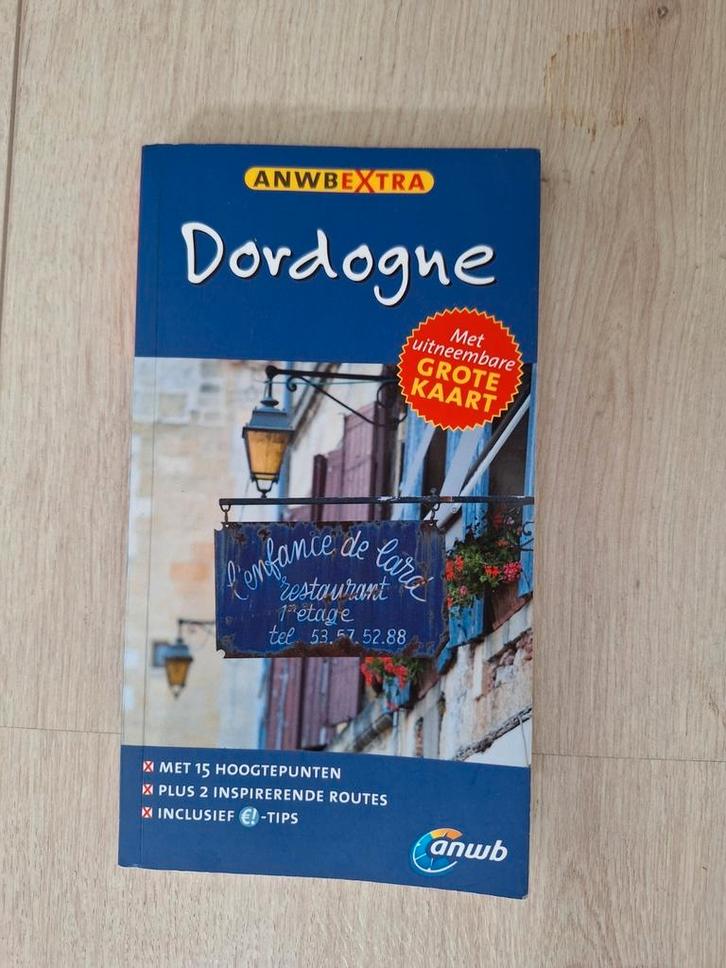 ANWBEXTRA
Dordogne
Met
uitneembare
GROTE
KAART
l'enfance de lard
restaurant
1er étage
tel 53.57.52.88
MET 15 HOOGTEPUNTEN
PLUS 2 INSPIRERENDE ROUTES
INCLUSIEF €!-TIPS
anwb